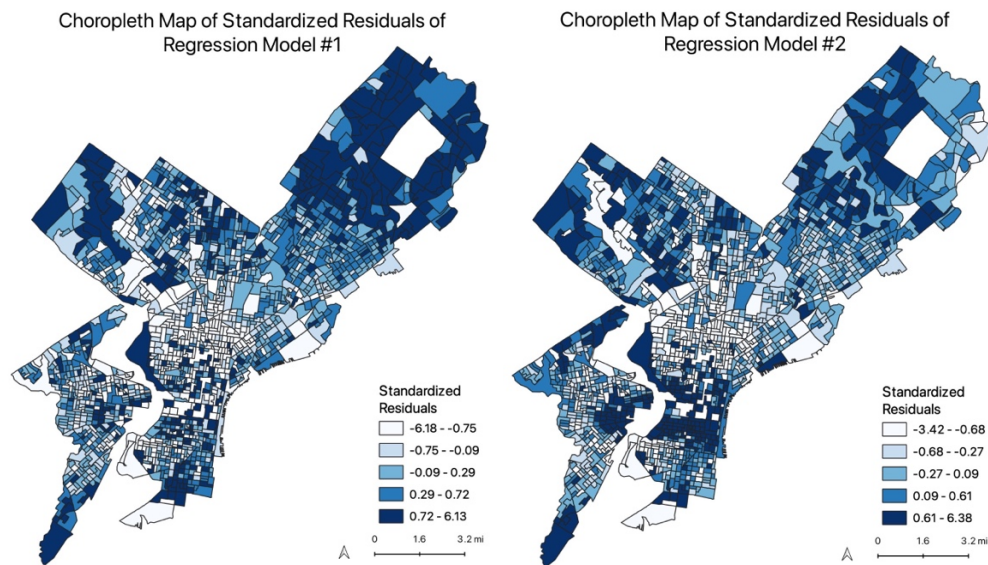 Choropleth Map of Standardized Residuals of
Regression Model #1
Standardized
Residuals
-6.18 - -0.75
-0.75 - -0.09
-0.09 - 0.29
0.29 - 0.72
0.72 - 6.13
0 1.6 3.2 mi
Choropleth Map of Standardized Residuals of
Regression Model #2
Standardized
Residuals
-3.42 - -0.68
-0.68 - -0.27
-0.27 - 0.09
0.09 - 0.61
0.61 - 6.38
0 1.6 3.2 mi